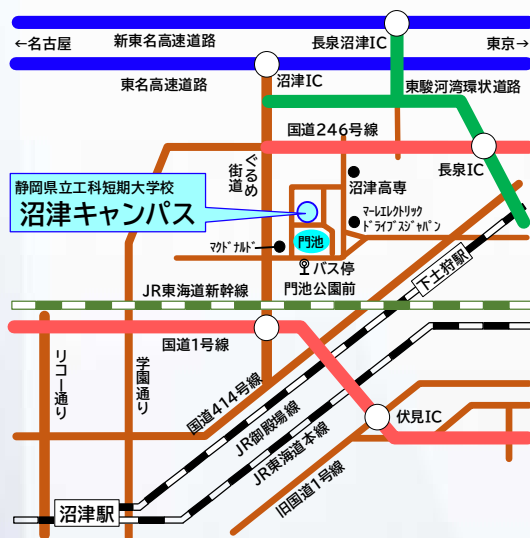 ←名古屋
新東名高速道路
長泉沼津IC
東京→
東名高速道路
沼津IC
東駿河湾環状道路
国道246号線
長泉IC
ぐるめ
街道
静岡県立工科短期大学校
沼津キャンパス
沼津高専
マーレエレクトリック
ドライブスジャパン
門池
マクドナルド
バス停
門池公園前
下土狩駅
JR東海道新幹線
国道1号線
リコー通り
学園通り
国道414号線
JR御殿場線
JR東海道本線
旧国道1号線
伏見IC
沼津駅